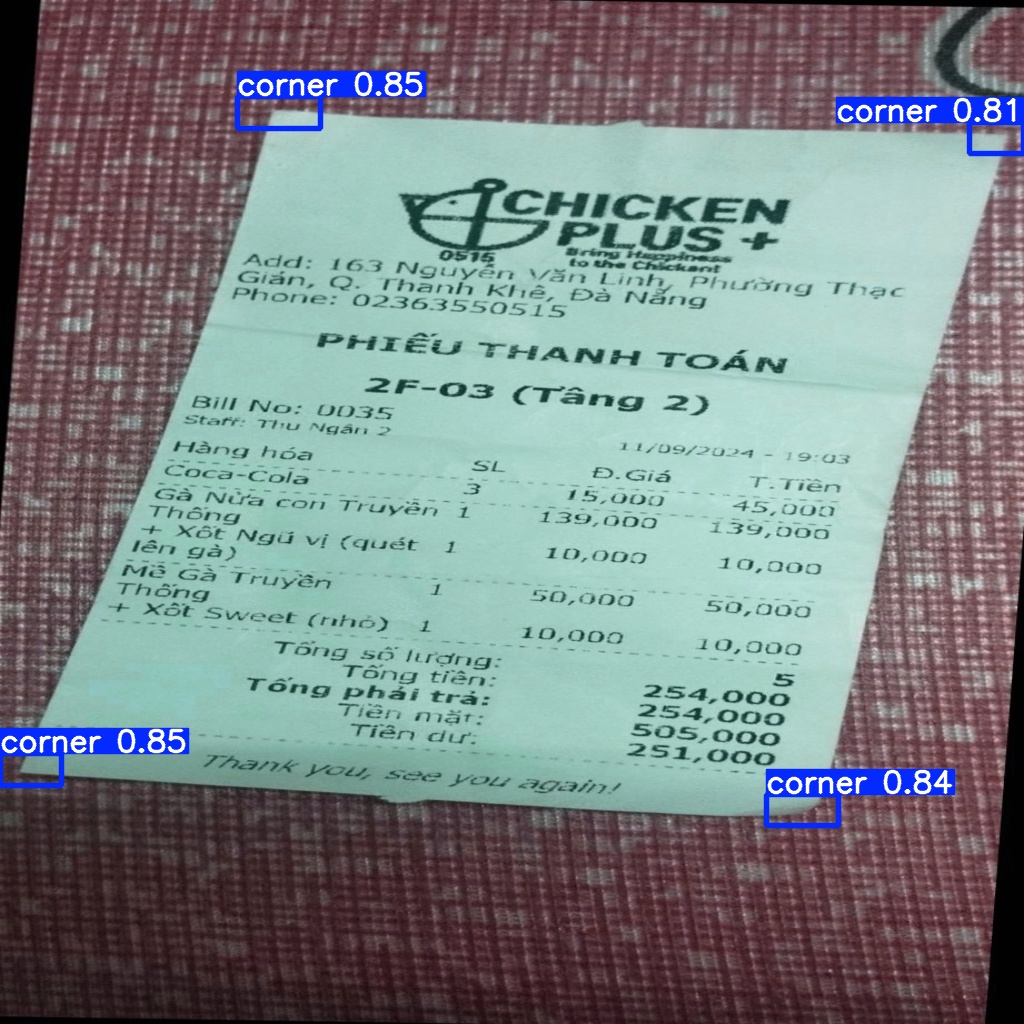 corner 0.85
corner 0.81
CHICKEN
PLUS +
0515
Bring Happiness
to the Chickent
Add: 163 Nguyễn Văn Linh, Phường Thạc
Gián, Q. Thanh Khê, Đà Nẵng
Phone: 02363550515
PHIẾU THANH TOÁN
2F-03 (Tầng 2)
Bill No: 0035
Staff: Thu Ngân 2
11/09/2024 - 19:03
Hàng hóa SL Đ.Giá T.Tiền
Coca-Cola 3 15,000 45,000
Gà Nửa con Truyền 1 139,000 139,000
Thống
+ Xốt Ngũ vị (quét 1 10,000 10,000
lên gà)
Mề Gà Truyền 1 50,000 50,000
Thống
+ Xốt Sweet (nhỏ) 1 10,000 10,000
Tổng số lượng: 5
Tổng tiền: 254,000
Tổng phải trả: 254,000
Tiền mặt: 505,000
Tiền dư: 251,000
Thank you, see you again!
corner 0.85
corner 0.84